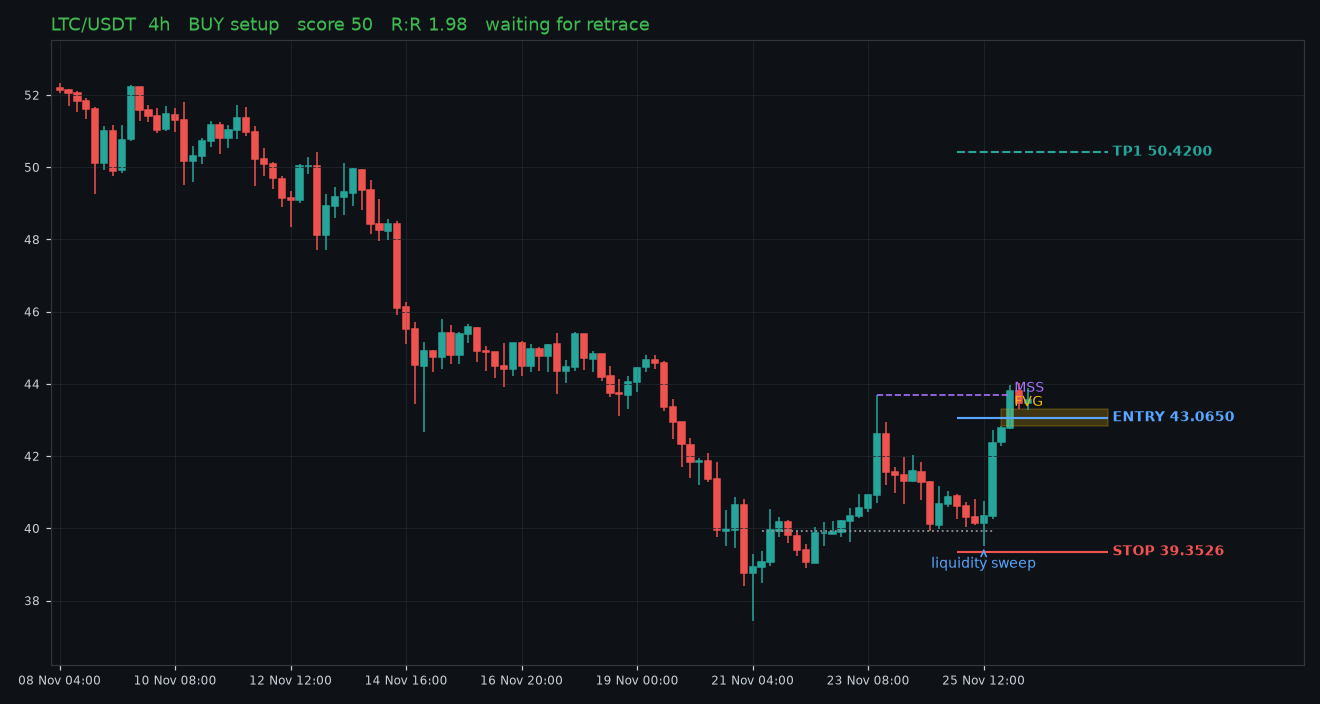 LTC/USDT 4h BUY setup score 50 R:R 1.98 waiting for retrace
52
50
48
46
44
42
40
38
TP1 50.4200
MSS
FVG
ENTRY 43.0650
STOP 39.3526
liquidity sweep
08 Nov 04:00
10 Nov 08:00
12 Nov 12:00
14 Nov 16:00
16 Nov 20:00
19 Nov 00:00
21 Nov 04:00
23 Nov 08:00
25 Nov 12:00